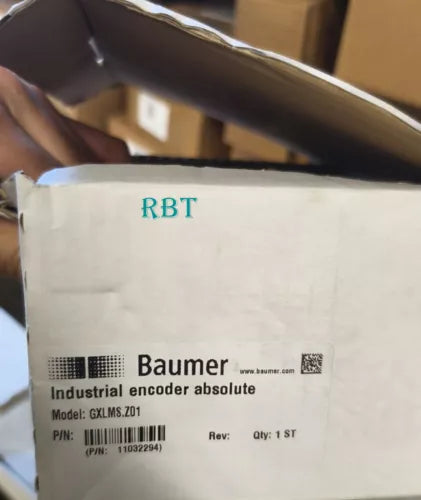 RBT
Baumer www.baumer.com
Industrial encoder absolute
Model: GXLMS.Z01
P/N: Rev: Qty: 1 ST
(P/N: 11032294)